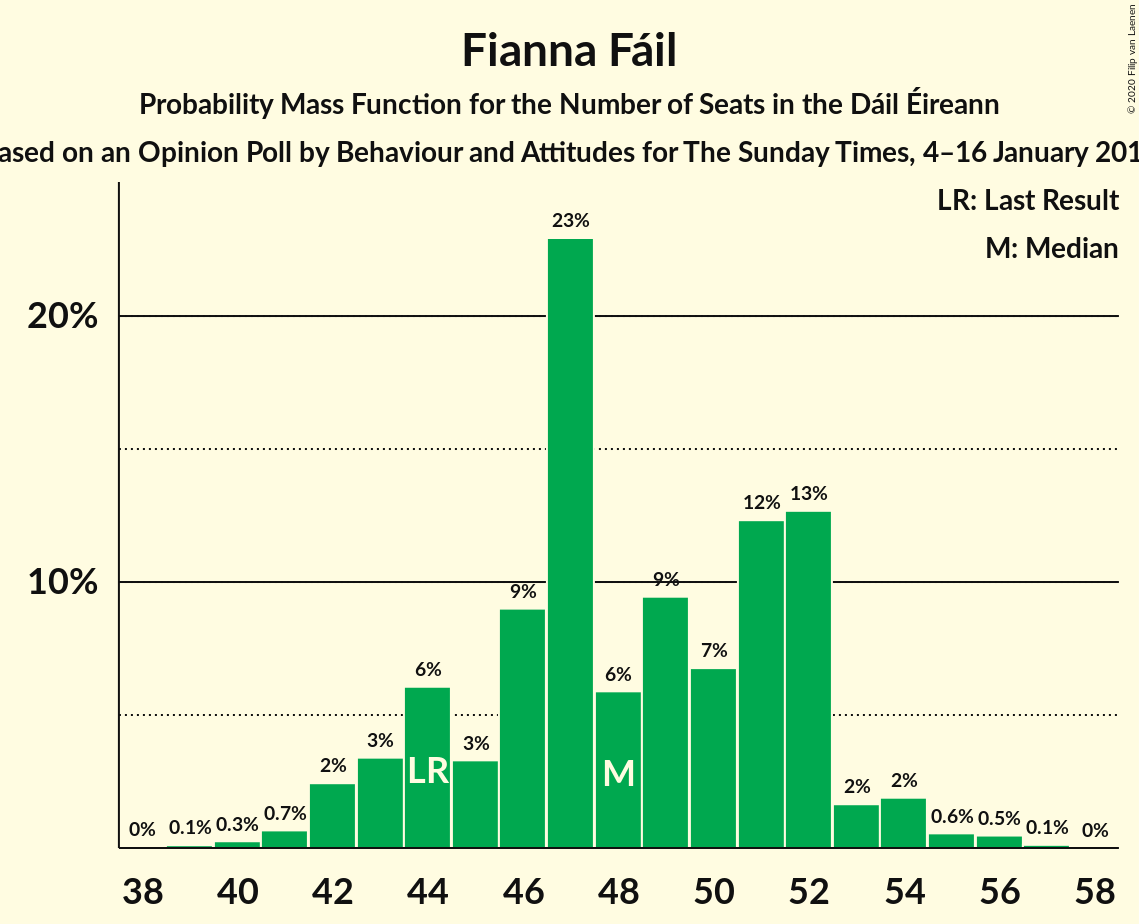 Fianna Fáil
Probability Mass Function for the Number of Seats in the Dáil Éireann
ased on an Opinion Poll by Behaviour and Attitudes for The Sunday Times, 4–16 January 201
© 2020 Filip van Laenen
LR: Last Result
M: Median
20%
10%
0%
0.1%
0.3%
0.7%
2%
3%
6%
3%
9%
23%
6%
9%
7%
12%
13%
2%
2%
0.6%
0.5%
0.1%
0%
LR
M
38 40 42 44 46 48 50 52 54 56 58